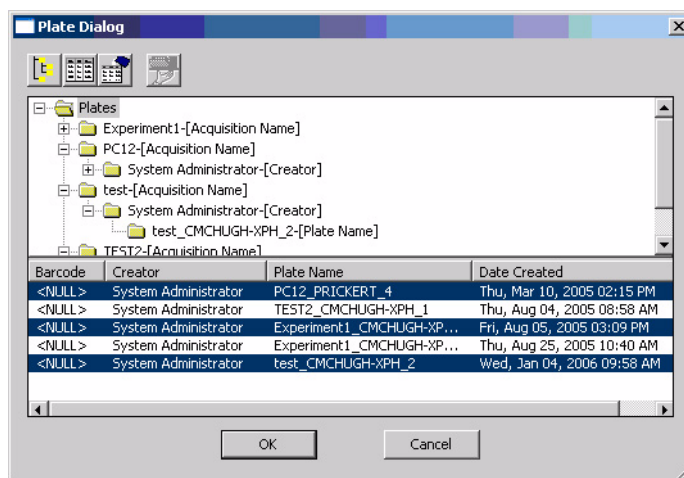 Plate Dialog
Plates
Experiment1-[Acquisition Name]
PC12-[Acquisition Name]
System Administrator-[Creator]
test-[Acquisition Name]
System Administrator-[Creator]
test_CMCHUGH-XPH_2-[Plate Name]
TEST2-[Acquisition Name]
Barcode Creator Plate Name Date Created
<NULL> System Administrator PC12_PRICKERT_4 Thu, Mar 10, 2005 02:15 PM
<NULL> System Administrator TEST2_CMCHUGH-XPH_1 Thu, Aug 04, 2005 08:58 AM
<NULL> System Administrator Experiment1_CMCHUGH-XP... Fri, Aug 05, 2005 03:09 PM
<NULL> System Administrator Experiment1_CMCHUGH-XP... Thu, Aug 25, 2005 10:40 AM
<NULL> System Administrator test_CMCHUGH-XPH_2 Wed, Jan 04, 2006 09:58 AM
OK Cancel